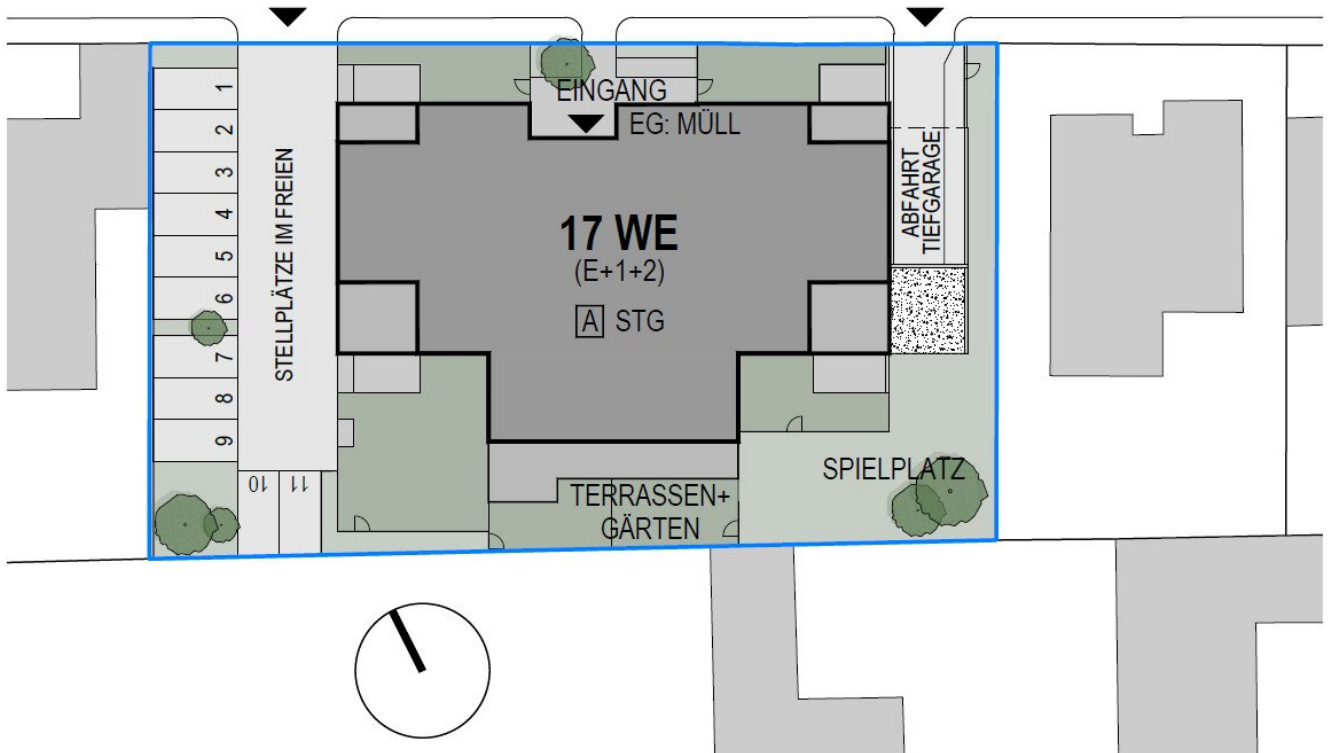 EINGANG
EG: MÜLL
1
2
3
4
5
6
7
8
9
10
11
STELLPLÄTZE IM FREIEN
17 WE
(E+1+2)
A STG
ABFAHRT
TIEFGARAGE
SPIELPLATZ
TERRASSEN+
GÄRTEN